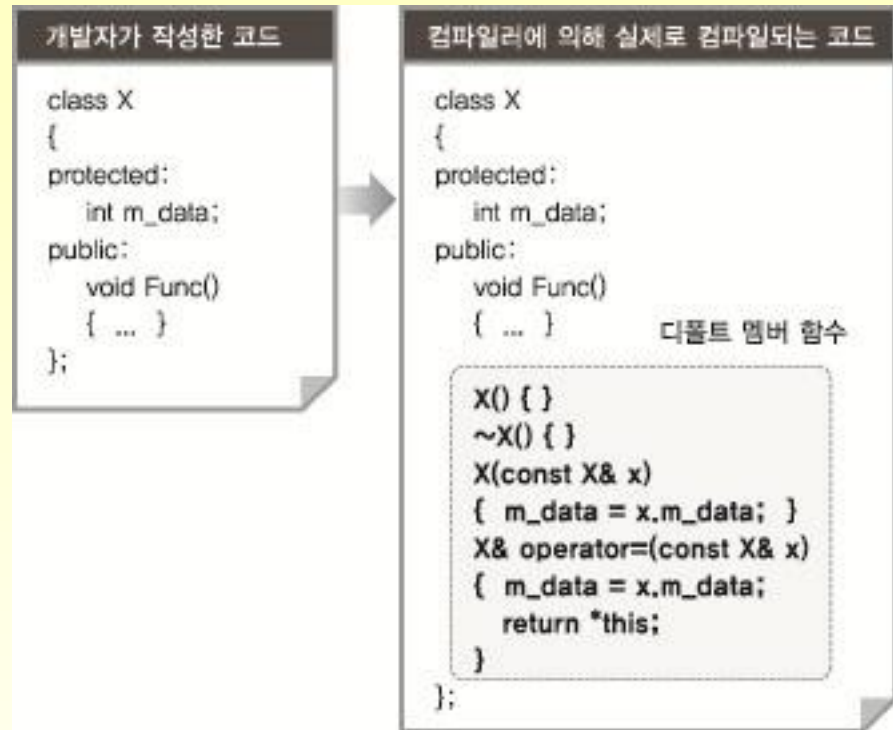 개발자가 작성한 코드
class X
{
protected:
int m_data;
public:
void Func()
{ ... }
};
컴파일러에 의해 실제로 컴파일되는 코드
class X
{
protected:
int m_data;
public:
void Func()
{ ... }
디폴트 멤버 함수
X() { }
~X() { }
X(const X& x)
{ m_data = x.m_data; }
X& operator=(const X& x)
{ m_data = x.m_data;
return *this;
}
};